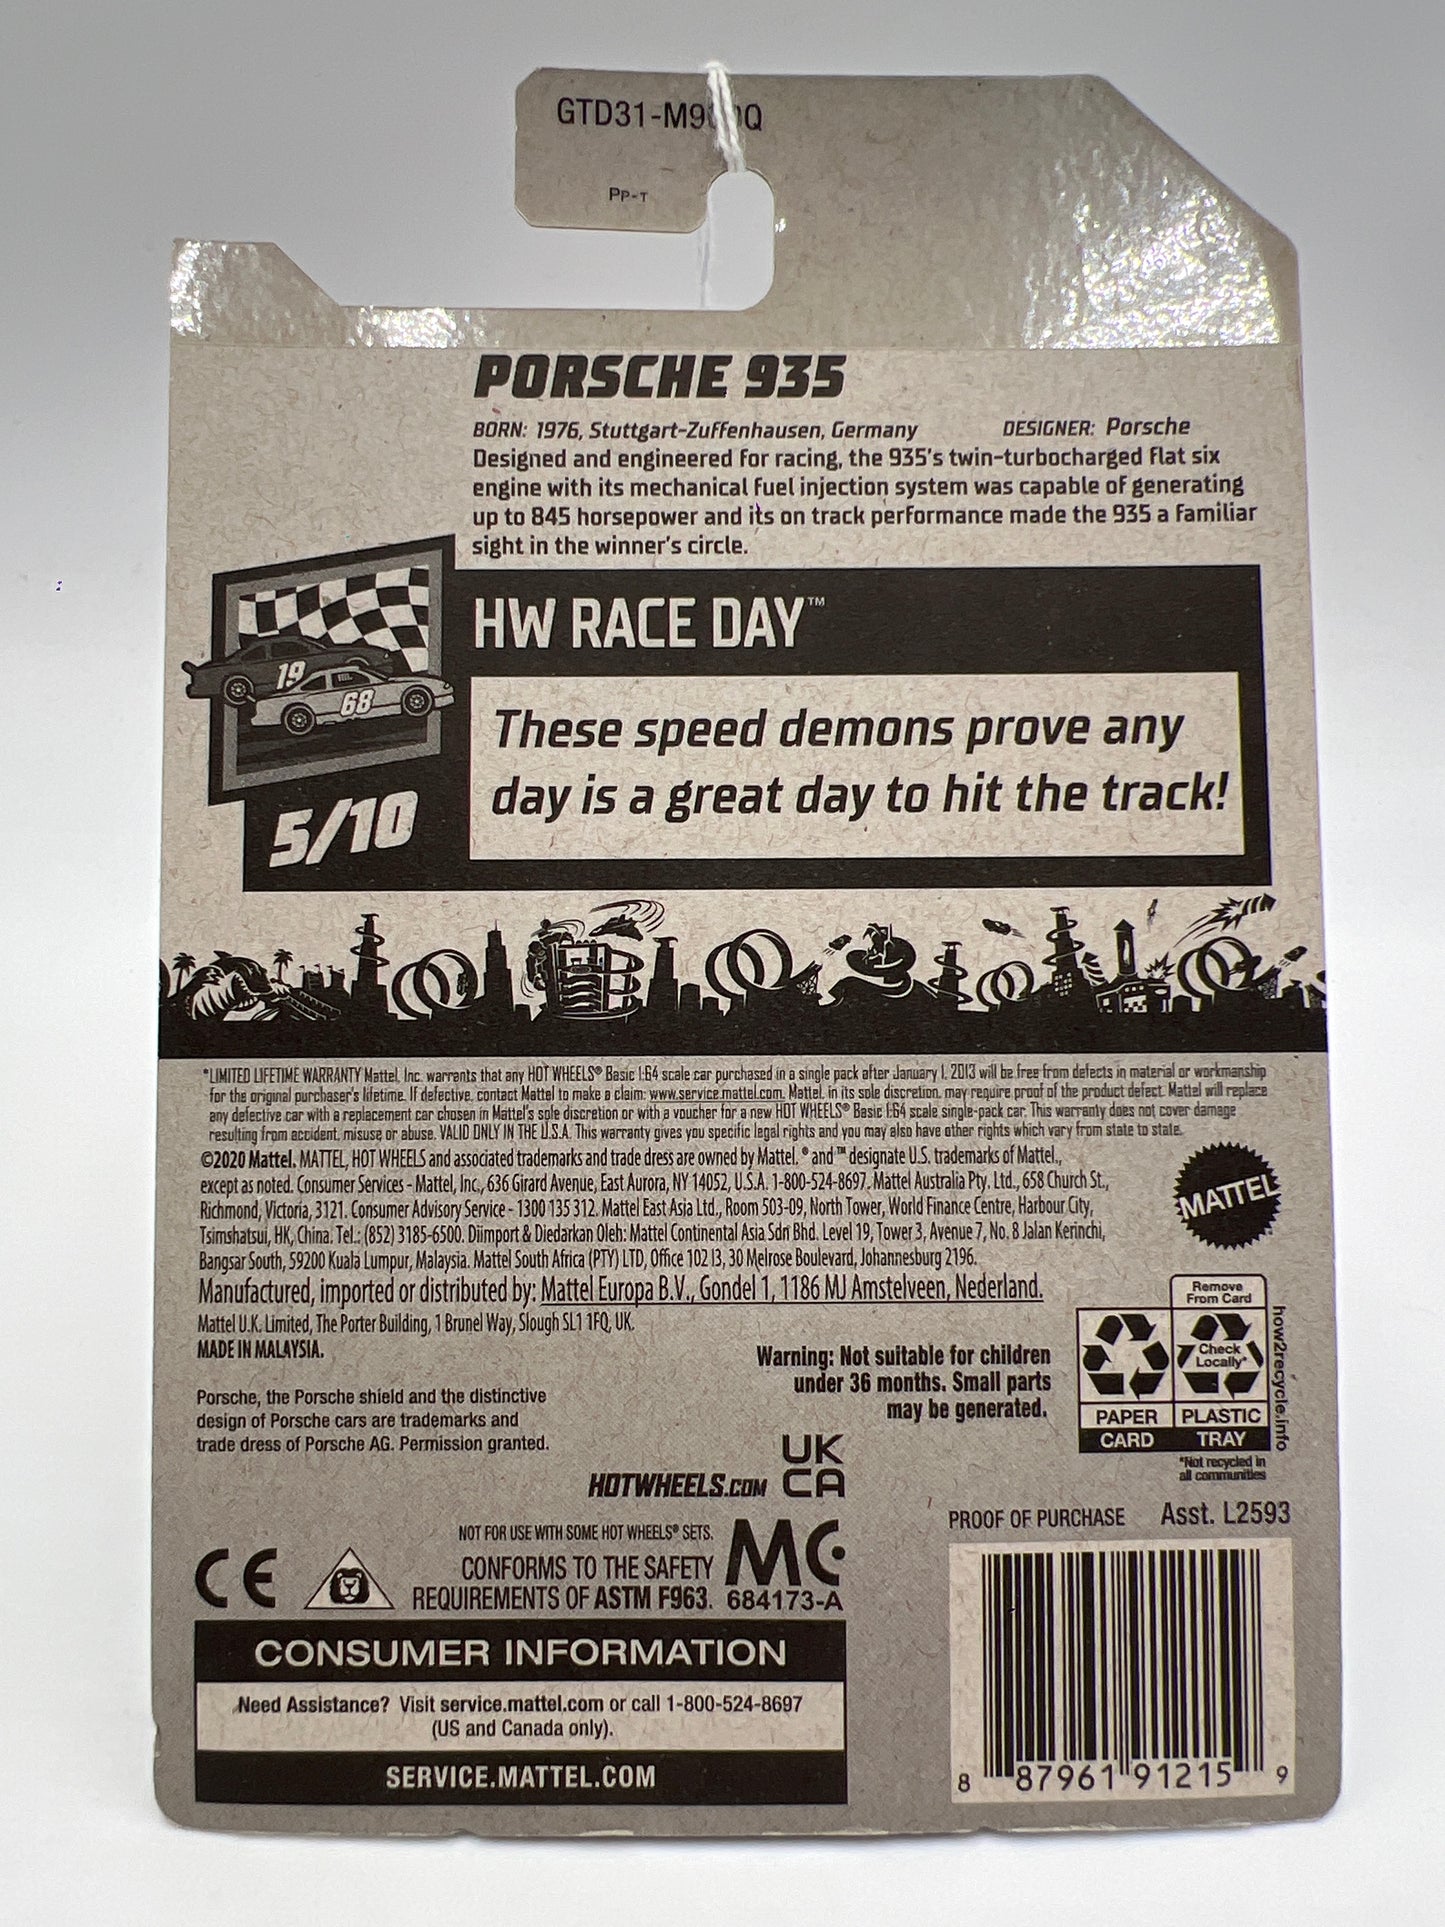 PP-T
PORSCHE 935
BORN: 1976, Stuttgart-Zuffenhausen, Germany DESIGNER: Porsche
Designed and engineered for racing, the 935's twin-turbocharged flat six
engine with its mechanical fuel injection system was capable of generating
up to 845 horsepower and its on track performance made the 935 a familiar
sight in the winner's circle.
19
68
HW RACE DAY™
These speed demons prove any
day is a great day to hit the track!
5/10
*LIMITED LIFETIME WARRANTY Mattel, Inc. warrants that any HOT WHEELS® Basic 1:64 scale car purchased in a single pack after January 1, 2013 will be free from defects in material or workmanship
for the original purchaser's lifetime. If defective, contact Mattel to make a claim: www.service.mattel.com. Mattel, in its sole discretion, may require proof of the product defect. Mattel will replace
any defective car with a replacement car chosen in Mattel's sole discretion or with a voucher for a new HOT WHEELS® Basic 1:64 scale single-pack car. This warranty does not cover damage
resulting from accident, misuse or abuse. VALID ONLY IN THE U.S.A. This warranty gives you specific legal rights and you may also have other rights which vary from state to state.
©2020 Mattel. MATTEL, HOT WHEELS and associated trademarks and trade dress are owned by Mattel. ® and ™ designate U.S. trademarks of Mattel,
except as noted. Consumer Services - Mattel, Inc., 636 Girard Avenue, East Aurora, NY 14052, U.S.A. 1-800-524-8697. Mattel Australia Pty. Ltd., 658 Church St.,
Richmond, Victoria, 3121. Consumer Advisory Service - 1300 135 312. Mattel East Asia Ltd., Room 503-09, North Tower, World Finance Centre, Harbour City,
Tsimshatsui, HK, China. Tel.: (852) 3185-6500. Diimport & Diedarkan Oleh: Mattel Continental Asia Sdn Bhd. Level 19, Tower 3, Avenue 7, No. 8 Jalan Kerinchi,
Bangsar South, 59200 Kuala Lumpur, Malaysia. Mattel South Africa (PTY) LTD, Office 102 I3, 30 Melrose Boulevard, Johannesburg 2196.
Manufactured, imported or distributed by: Mattel Europa B.V., Gondel 1, 1186 MJ Amstelveen, Nederland.
Mattel U.K. Limited, The Porter Building, 1 Brunel Way, Slough SL1 1FQ, UK.
MADE IN MALAYSIA.
MATTEL
Remove
From Card
Check
Locally*
PAPER PLASTIC
CARD TRAY
how2recycle.info
*Not recycled in
all communities
Warning: Not suitable for children
under 36 months. Small parts
may be generated.
Porsche, the Porsche shield and the distinctive
design of Porsche cars are trademarks and
trade dress of Porsche AG. Permission granted.
HOTWHEELS.COM
UK
CA
NOT FOR USE WITH SOME HOT WHEELS® SETS.
CE
CONFORMS TO THE SAFETY
REQUIREMENTS OF ASTM F963.
MC
684173-A
PROOF OF PURCHASE Asst. L2593
8 87961 91215 9
CONSUMER INFORMATION
Need Assistance? Visit service.mattel.com or call 1-800-524-8697
(US and Canada only).
SERVICE.MATTEL.COM